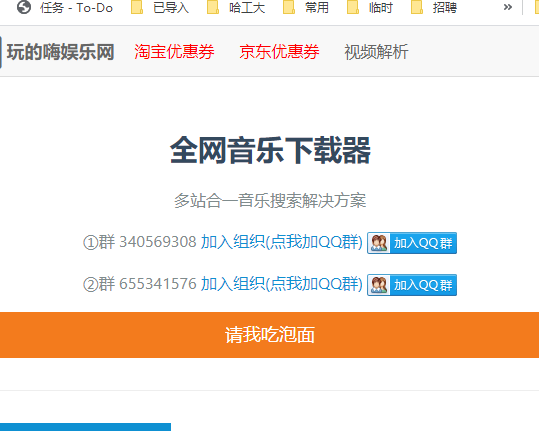 任务 - To-Do 已导入 哈工大 常用 临时 招聘 »
玩的嗨娱乐网 淘宝优惠券 京东优惠券 视频解析
全网音乐下载器
多站合一音乐搜索解决方案
①群 340569308 加入组织(点我加QQ群) 加入QQ群
②群 655341576 加入组织(点我加QQ群) 加入QQ群
请我吃泡面